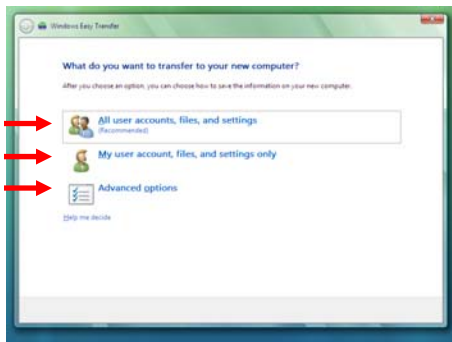 Windows Easy Transfer
What do you want to transfer to your new computer?
After you choose an option, you can choose how to save the information on your new computer.
All user accounts, files, and settings
(Recommended)
My user account, files, and settings only
Advanced options
Help me decide